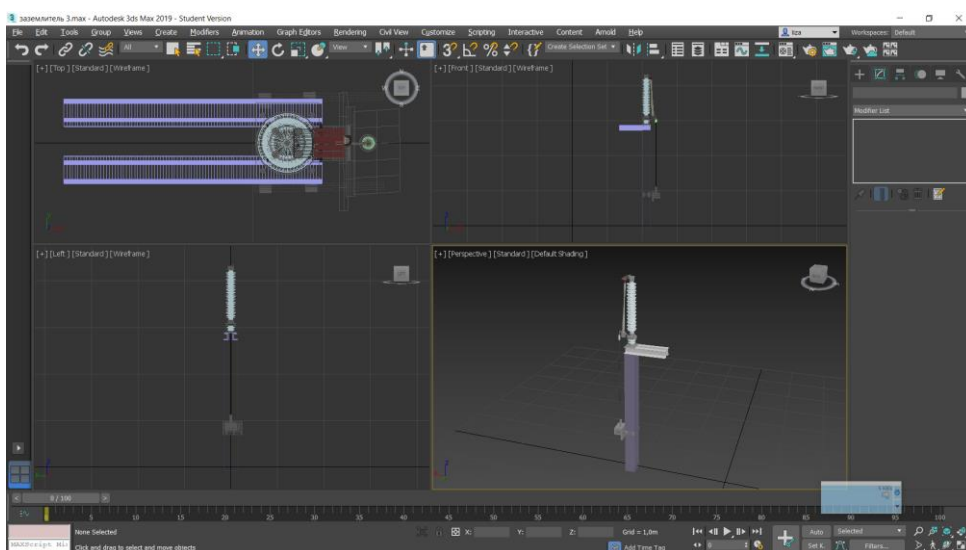 заземлитель 3.max - Autodesk 3ds Max 2019 - Student Version
File Edit Tools Group Views Create Modifiers Animation Graph Editors Rendering Civil View Customize Scripting Interactive Content Arnold Help liza Workspaces: Default
All View Create Selection Set
[+] [Top] [Standard] [Wireframe]
[+] [Front] [Standard] [Wireframe]
Modifier List
[+] [Left] [Standard] [Wireframe]
[+] [Perspective] [Standard] [Default Shading]
0 / 100
5 10 15 20 25 30 35 40 45 50 55 60 65 70 75 80 85 90 95 100
None Selected X: Y: Z: Grid = 1,0m Auto Selected
MAXScript Mi Click and drag to select and move objects Add Time Tag 0 Set K. Filters...